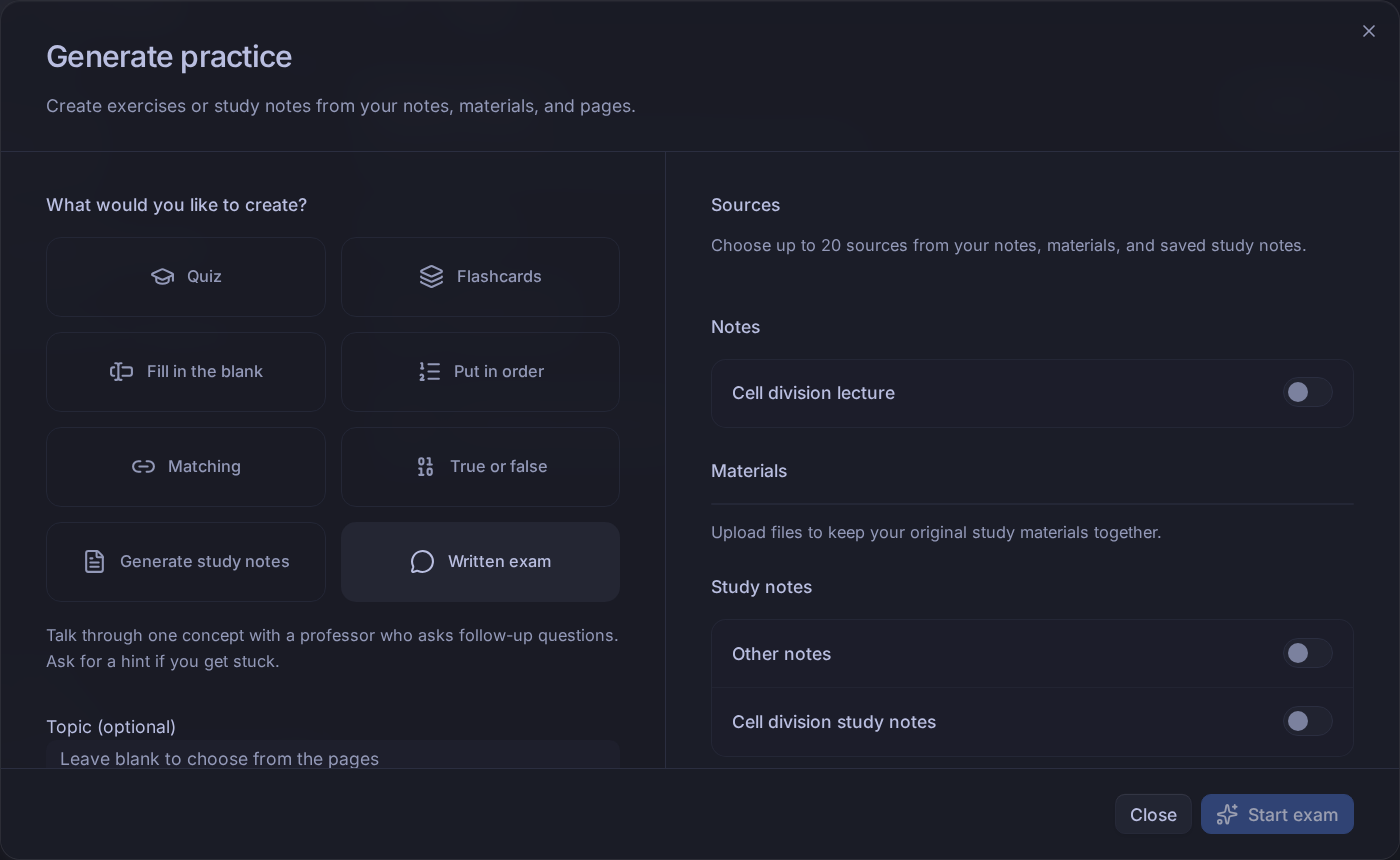 Generate practice
Create exercises or study notes from your notes, materials, and pages.
What would you like to create?
Quiz
Flashcards
Fill in the blank
Put in order
Matching
True or false
Generate study notes
Written exam
Talk through one concept with a professor who asks follow-up questions.
Ask for a hint if you get stuck.
Topic (optional)
Leave blank to choose from the pages
Sources
Choose up to 20 sources from your notes, materials, and saved study notes.
Notes
Cell division lecture
Materials
Upload files to keep your original study materials together.
Study notes
Other notes
Cell division study notes
Close
Start exam